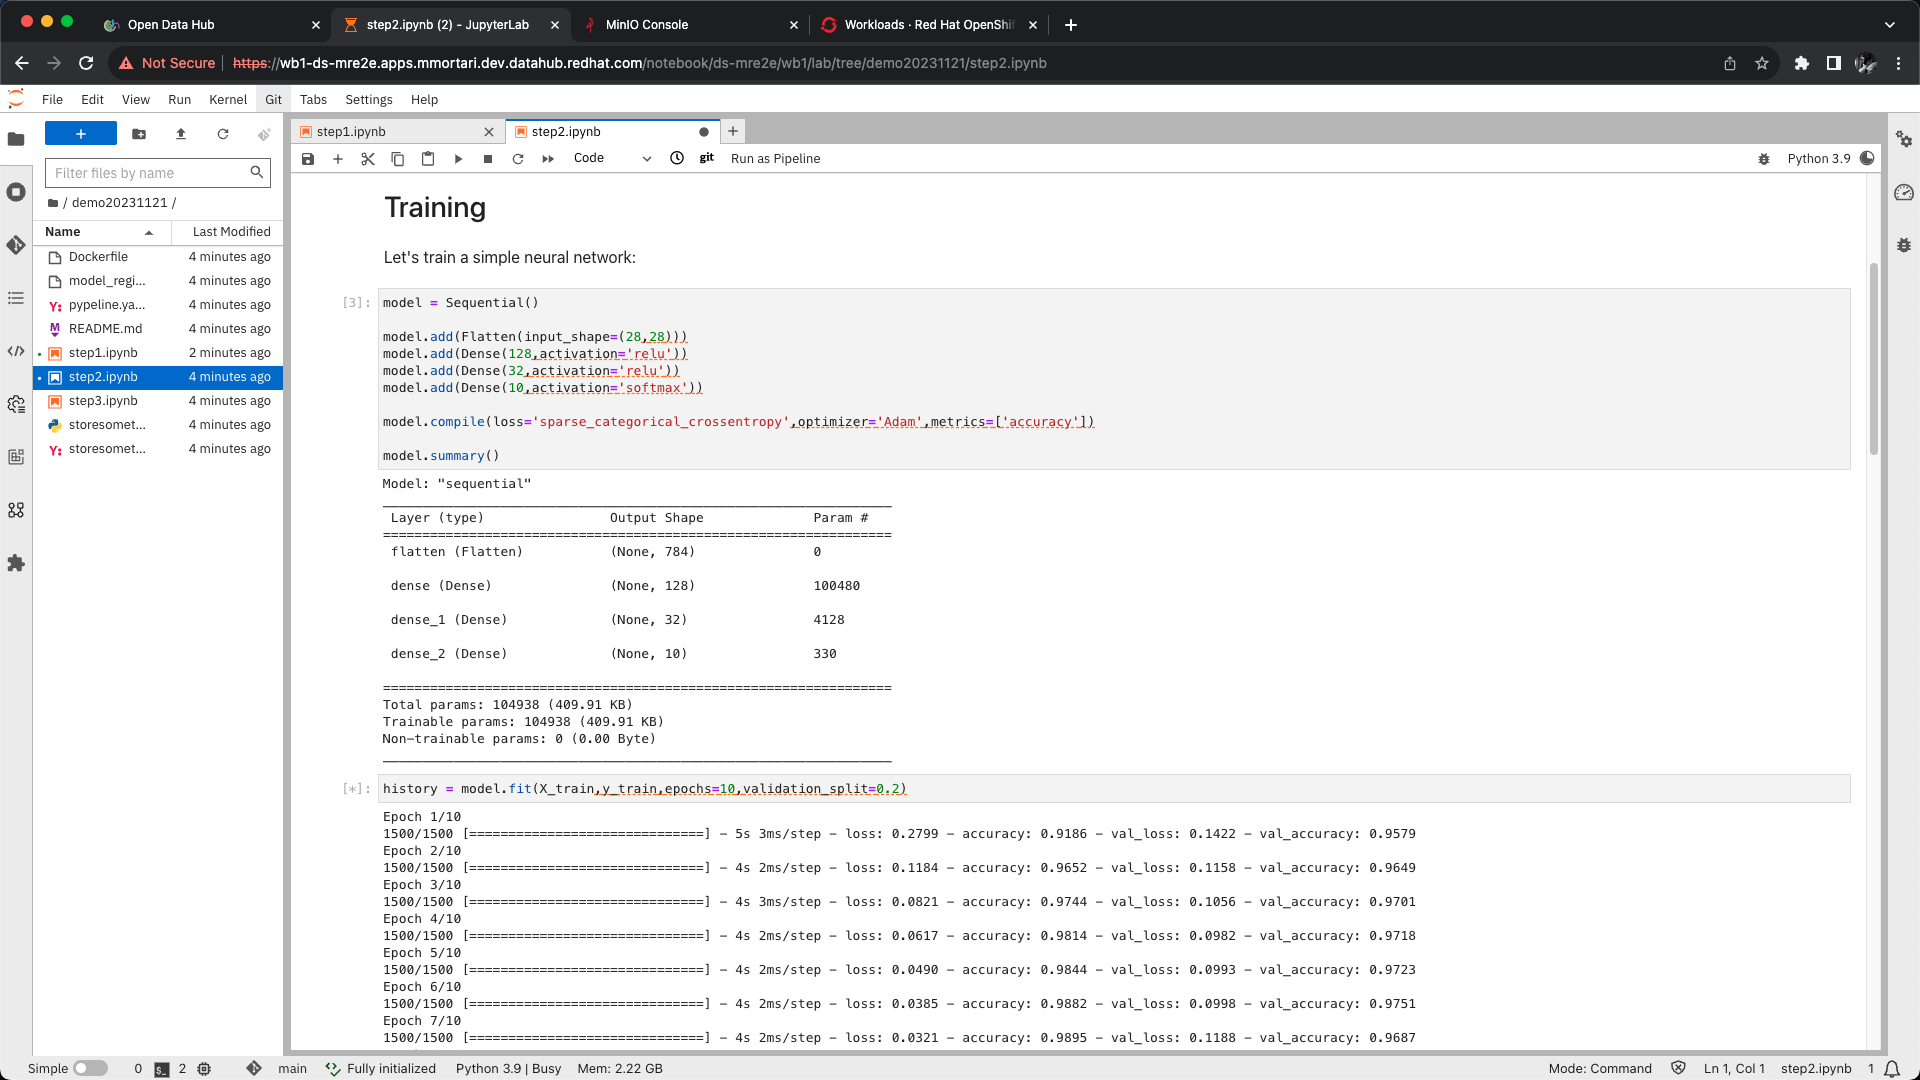 Open Data Hub
step2.ipynb (2) - JupyterLab
MinIO Console
Workloads · Red Hat OpenShif
Not Secure
https://wb1-ds-mre2e.apps.mmortari.dev.datahub.redhat.com/notebook/ds-mre2e/wb1/lab/tree/demo20231121/step2.ipynb
File Edit View Run Kernel Git Tabs Settings Help
Filter files by name
/ demo20231121 /
Name Last Modified
Dockerfile 4 minutes ago
model_regi... 4 minutes ago
pypeline.ya... 4 minutes ago
README.md 4 minutes ago
step1.ipynb 2 minutes ago
step2.ipynb 4 minutes ago
step3.ipynb 4 minutes ago
storesomet... 4 minutes ago
storesomet... 4 minutes ago
step1.ipynb
step2.ipynb
Code
git
Run as Pipeline
Python 3.9
Training
Let's train a simple neural network:
[3]: model = Sequential()
model.add(Flatten(input_shape=(28,28)))
model.add(Dense(128,activation='relu'))
model.add(Dense(32,activation='relu'))
model.add(Dense(10,activation='softmax'))
model.compile(loss='sparse_categorical_crossentropy',optimizer='Adam',metrics=['accuracy'])
model.summary()
Model: "sequential"
_________________________________________________________________
Layer (type) Output Shape Param #
=================================================================
flatten (Flatten) (None, 784) 0
dense (Dense) (None, 128) 100480
dense_1 (Dense) (None, 32) 4128
dense_2 (Dense) (None, 10) 330
=================================================================
Total params: 104938 (409.91 KB)
Trainable params: 104938 (409.91 KB)
Non-trainable params: 0 (0.00 Byte)
_________________________________________________________________
[*]: history = model.fit(X_train,y_train,epochs=10,validation_split=0.2)
Epoch 1/10
1500/1500 [==============================] - 5s 3ms/step - loss: 0.2799 - accuracy: 0.9186 - val_loss: 0.1422 - val_accuracy: 0.9579
Epoch 2/10
1500/1500 [==============================] - 4s 2ms/step - loss: 0.1184 - accuracy: 0.9652 - val_loss: 0.1158 - val_accuracy: 0.9649
Epoch 3/10
1500/1500 [==============================] - 4s 3ms/step - loss: 0.0821 - accuracy: 0.9744 - val_loss: 0.1056 - val_accuracy: 0.9701
Epoch 4/10
1500/1500 [==============================] - 4s 2ms/step - loss: 0.0617 - accuracy: 0.9814 - val_loss: 0.0982 - val_accuracy: 0.9718
Epoch 5/10
1500/1500 [==============================] - 4s 2ms/step - loss: 0.0490 - accuracy: 0.9844 - val_loss: 0.0993 - val_accuracy: 0.9723
Epoch 6/10
1500/1500 [==============================] - 4s 2ms/step - loss: 0.0385 - accuracy: 0.9882 - val_loss: 0.0998 - val_accuracy: 0.9751
Epoch 7/10
1500/1500 [==============================] - 4s 2ms/step - loss: 0.0321 - accuracy: 0.9895 - val_loss: 0.1188 - val_accuracy: 0.9687
Simple 0 2 main Fully initialized Python 3.9 | Busy Mem: 2.22 GB Mode: Command Ln 1, Col 1 step2.ipynb 1